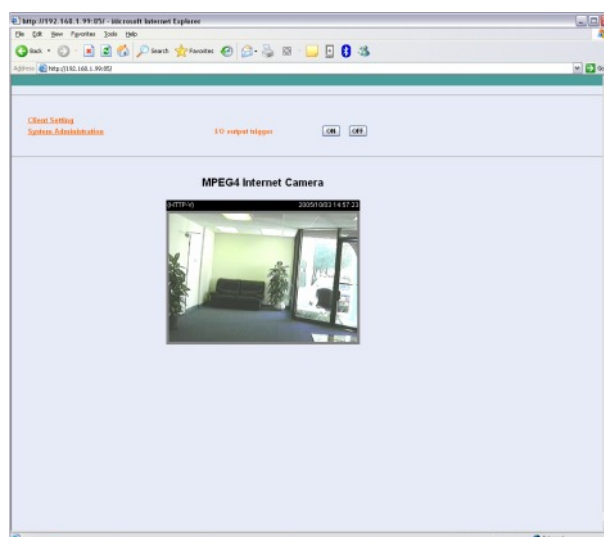 http://192.168.1.99:85/ - Microsoft Internet Explorer
File Edit View Favorites Tools Help
Back Search Favorites
Address http://192.168.1.99:85/ Go
Client Setting
System Administration
I/O output trigger ON OFF
MPEG4 Internet Camera
(HTTP-V) 2005/10/03 14:57:23